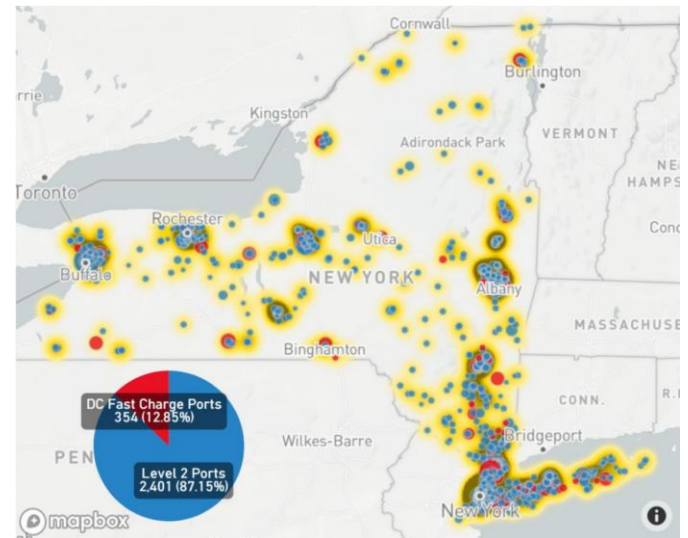 Cornwall
Burlington
rrie
Kingston
VERMONT
Adirondack Park
NE
HAMPS
Toronto
Rochester
Conc
Utica
Buffalo
NEW YORK
Albany
MASSACHUSE
Binghamton
DC Fast Charge Ports
354 (12.85%)
CONN.
R.I
Bridgeport
Wilkes-Barre
PEN
Level 2 Ports
2,401 (87.15%)
New York
mapbox
i